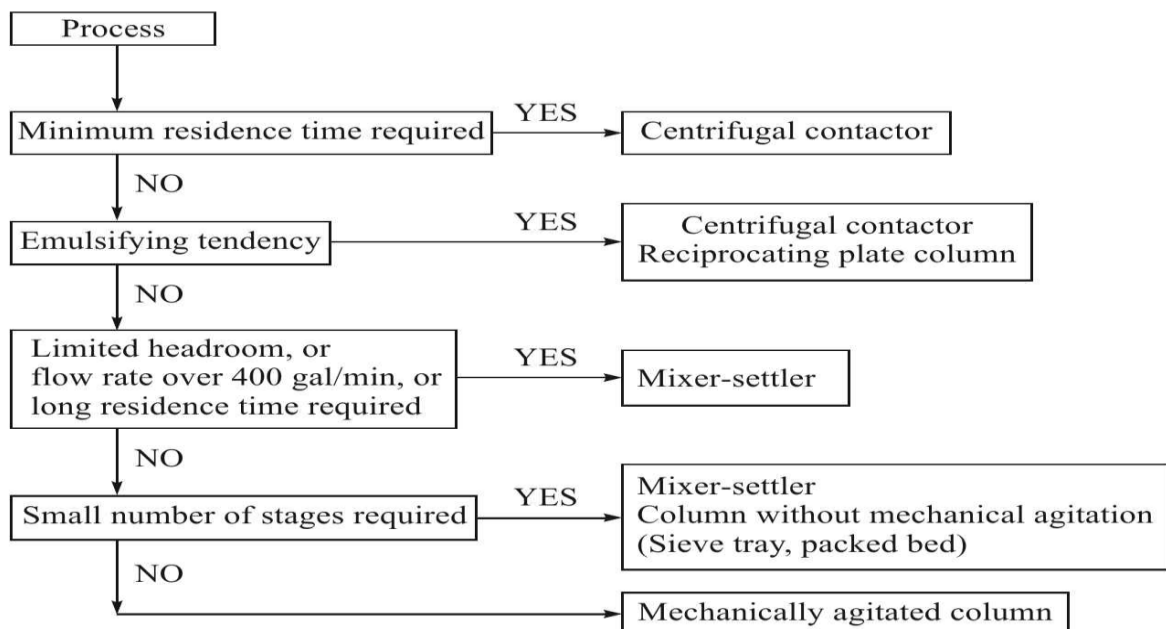 Process
YES
Minimum residence time required
Centrifugal contactor
NO
YES
Emulsifying tendency
Centrifugal contactor
Reciprocating plate column
NO
Limited headroom, or
flow rate over 400 gal/min, or
long residence time required
YES
Mixer-settler
NO
Small number of stages required
YES
Mixer-settler
Column without mechanical agitation
(Sieve tray, packed bed)
NO
Mechanically agitated column